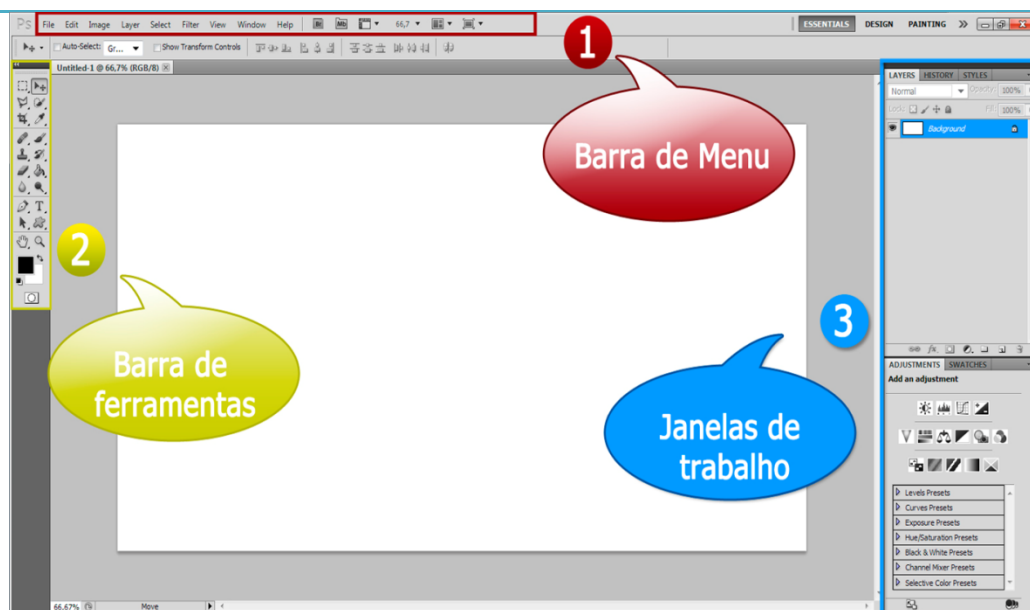 Ps File Edit Image Layer Select Filter View Window Help Br Mb 66,7 ESSENTIALS DESIGN PAINTING
Auto-Select: Gr... Show Transform Controls
Untitled-1 @ 66,7% (RGB/8)
1
Barra de Menu
2
Barra de
ferramentas
3
Janelas de
trabalho
LAYERS HISTORY STYLES
Normal Opacity: 100%
Lock: Fill: 100%
Background
ADJUSTMENTS SWATCHES
Add an adjustment
Levels Presets
Curves Presets
Exposure Presets
Hue/Saturation Presets
Black & White Presets
Channel Mixer Presets
Selective Color Presets
66,67% Move